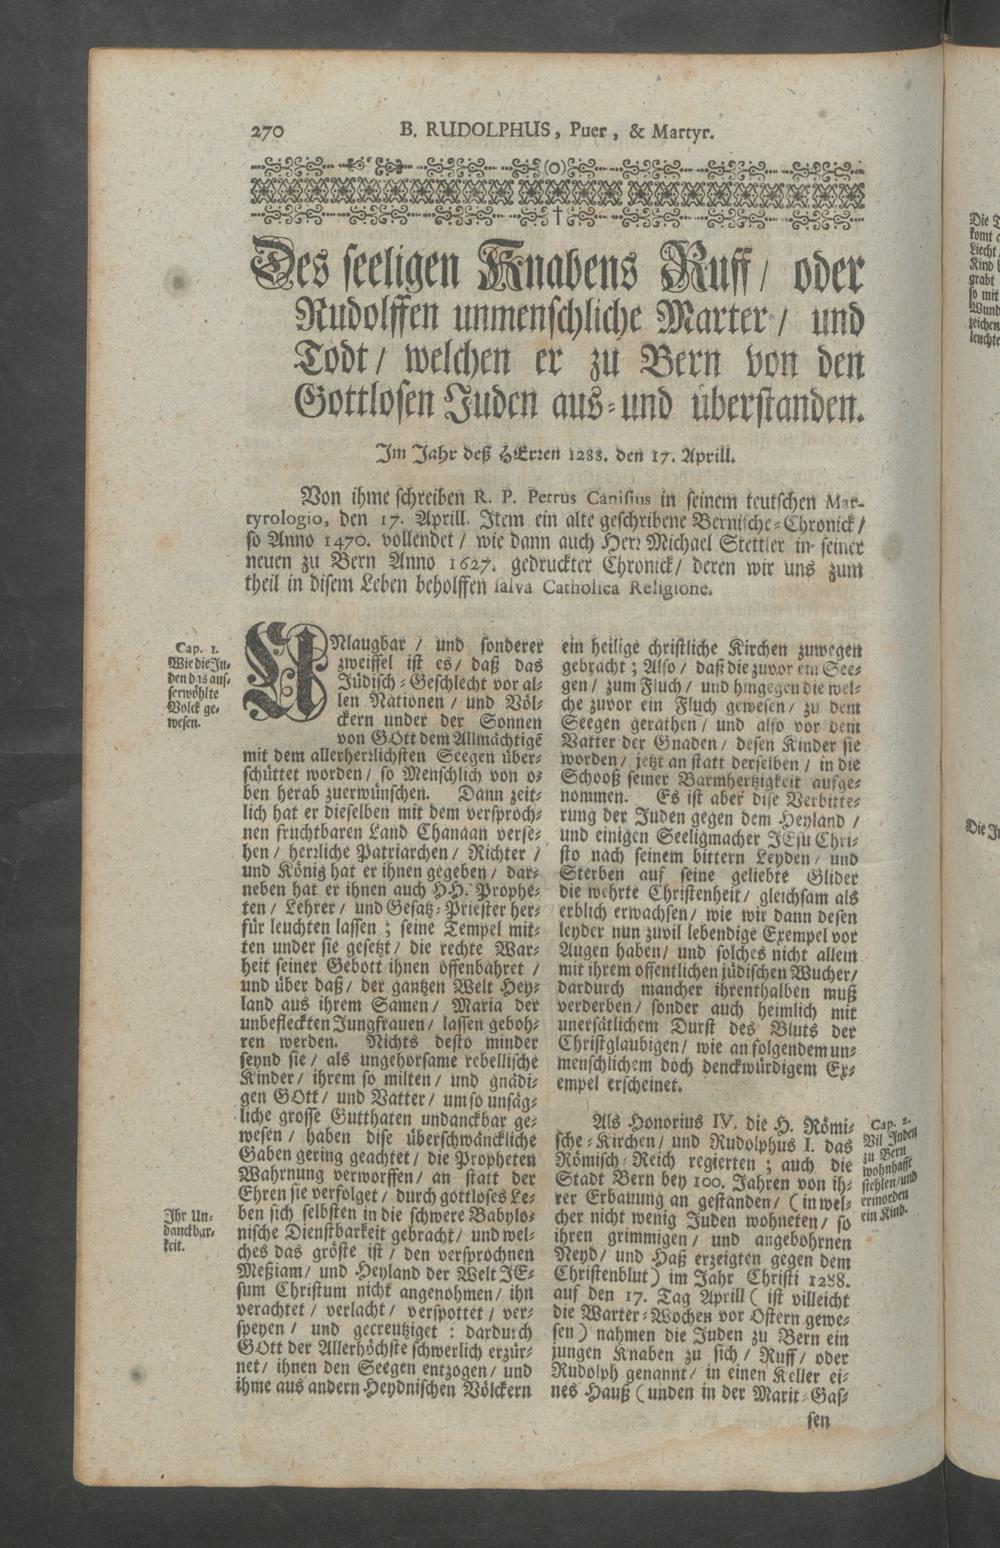 270 B. RUDOLPHUS, Puer, & Martyr.
Des seeligen Knabens Ruff / oder
Rudolffen unmenschliche Marter / und
Todt / welchen er zu Bern von den
Gottlosen Juden aus- und überstanden.
Im Jahr deß HErren 1288. den 17. Aprill.
Von ihme schreiben R. P. Petrus Canisius in seinem teutschen Mar-
tyrologio, den 17. Aprill. Item ein alte geschribene Bernische-Chronick /
so Anno 1470. vollendet / wie dann auch Herr Michael Stettler in seiner
neuen zu Bern Anno 1627. gedruckter Chronick / deren wir uns zum
theil in disem Leben beholffen salva Catholica Religione.
Cap. 1.
Wie die Ju-
den das aus-
serwöhlte
Volck ge-
wesen.
UNlaugbar / und sonderer
zweiffel ist es / daß das
Jüdisch-Geschlecht vor al-
len Nationen / und Völ-
ckern under der Sonnen
von GOtt dem Allmächtigē
mit dem allerherrlichsten Seegen über-
schüttet worden / so Menschlich von o-
ben herab zuerwünschen. Dann zeit-
lich hat er dieselben mit dem versproch-
nen fruchtbaren Land Chanaan verse-
hen / herrliche Patriarchen / Richter /
und König hat er ihnen gegeben / dar-
neben hat er ihnen auch HH. Prophe-
ten / Lehrer / und Gesatz-Priester her-
für leuchten lassen ; seine Tempel mit-
ten under sie gesetzt / die rechte War-
heit seiner Gebott ihnen offenbahret /
und über daß / der gantzen Welt Hey-
land aus ihrem Samen / Maria der
unbefleckten Jungfrauen / lassen geboh-
ren werden. Nichts desto minder
seynd sie / als ungehorsame rebellische
Kinder / ihrem so milten / und gnädi-
gen GOtt / und Vatter / um so unsäg-
liche grosse Gutthaten undanckbar ge-
wesen / haben dise überschwänckliche
Gaben gering geachtet / die Propheten
Wahrnung verworffen / an statt der
Ehren sie verfolget / durch gottloses Le-
ben sich selbsten in die schwere Babylo-
nische Dienstbarkeit gebracht / und wel-
ches das gröste ist / den versprochnen
Meßiam / und Heyland der Welt JE-
sum Christum nicht angenohmen / ihn
verachtet / verlacht / verspottet / ver-
speyen / und gecreutziget : dardurch
GOtt der Allerhöchste schwerlich erzür-
net / ihnen den Seegen entzogen / und
ihme aus andern Heydnischen Völckern
Ihr Un-
danckbar-
keit.
ein heilige christliche Kirchen zuwegen
gebracht ; Also / daß die zuvor ein See-
gen / zum Fluch / und hingegen die wel-
che zuvor ein Fluch gewesen / zu dem
Seegen gerathen / und also vor dem
Vatter der Gnaden / desen Kinder sie
worden / jetzt an statt derselben / in die
Schooß seiner Barmhertzigkeit aufge-
nommen. Es ist aber dise Verbitte-
rung der Juden gegen dem Heyland /
und einigen Seeligmacher JEsu Chri-
sto nach seinem bittern Leyden / und
Sterben auf seine geliebte Glider
die wehrte Christenheit / gleichsam als
erblich erwachsen / wie wir dann desen
leyder nun zuvil lebendige Exempel vor
Augen haben / und solches nicht allein
mit ihrem offentlichen jüdischen Wucher /
dardurch mancher ihrenthalben muß
verderben / sonder auch heimlich mit
unersätlichem Durst des Bluts der
Christglaubigen / wie an folgendem un-
menschlichem doch denckwürdigem Ex-
empel erscheinet.
Als Honorius IV. die H. Römi-
sche-Kirchen / und Rudolphus I. das
Römisch-Reich regierten ; auch die
Stadt Bern bey 100. Jahren von ih-
rer Erbauung an gestanden / (in wel-
cher nicht wenig Juden wohneten / so
ihren grimmigen / und angebohrnen
Neyd / und Haß erzeigten gegen dem
Christenblut) im Jahr Christi 1288.
auf den 17. Tag Aprill (ist villeicht
die Marter-Wochen vor Ostern gewe-
sen) nahmen die Juden zu Bern ein
jungen Knaben zu sich / Ruff / oder
Rudolph genannt / in einen Keller ei-
nes Hauß (unden in der Marit-Gas-
sen
Cap. 2.
Vil Juden
zu Bern
wohnhafft
stehlen / und
ermorden
ein Kind.
Die
komt
Liecht
Kind
grabt
so mit
Wund
zeichen
leuchte
Die Ju